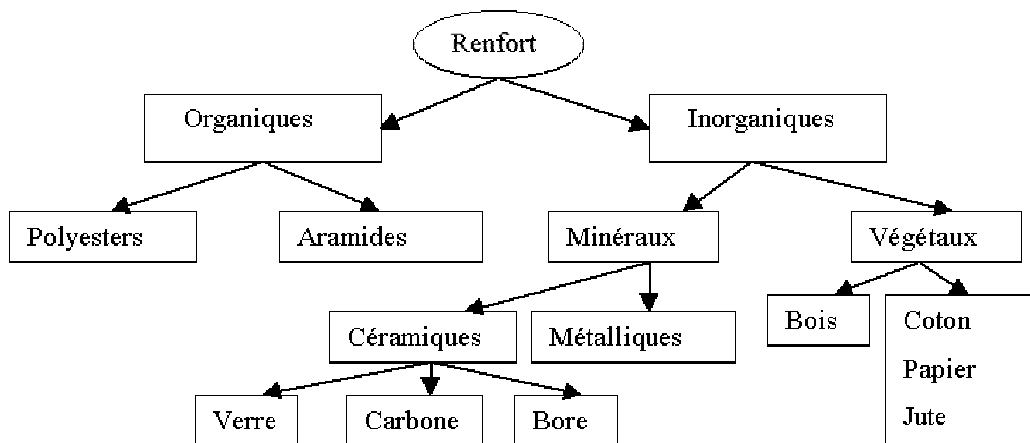 Renfort
Organiques
Inorganiques
Polyesters
Aramides
Minéraux
Végétaux
Céramiques
Métalliques
Bois
Coton
Papier
Jute
Verre
Carbone
Bore